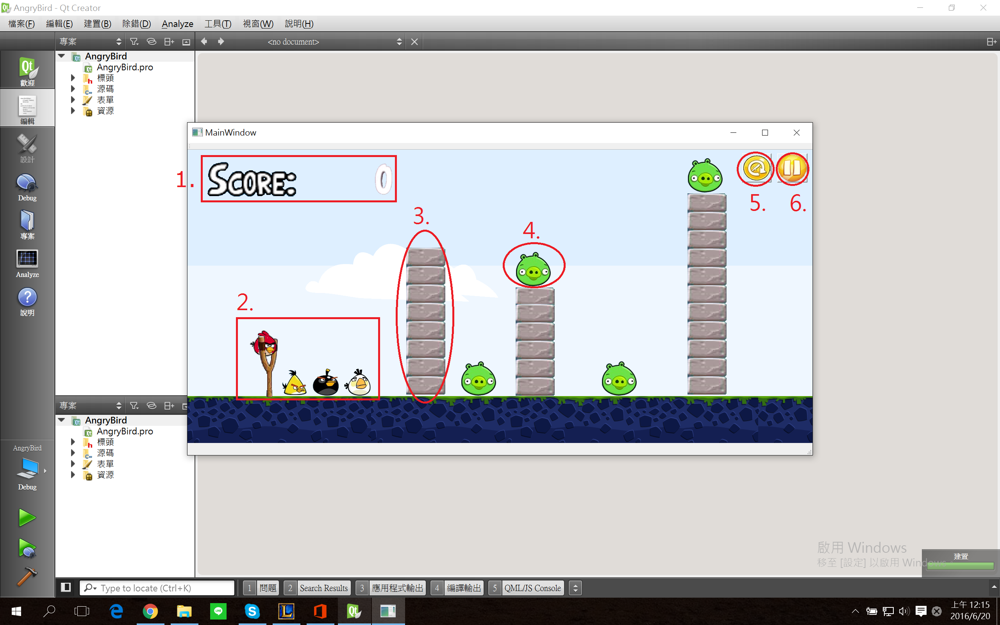 AngryBird - Qt Creator
檔案(F) 編輯(E) 建置(B) 除錯(D) Analyze 工具(T) 視窗(W) 說明(H)
專案 <no document>
Qt
歡迎
編輯
設計
Debug
專案
Analyze
說明
AngryBird
AngryBird.pro
標頭
源碼
表單
資源
MainWindow
1.
SCORE: 0
2.
3.
4.
5.
6.
專案
AngryBird
AngryBird.pro
標頭
源碼
表單
資源
AngryBird
Debug
啟用 Windows
移至 [設定] 以啟用 Windows。
建置
Type to locate (Ctrl+K)
1 問題 2 Search Results 3 應用程式輸出 4 編譯輸出 5 QML/JS Console
LINE
上午 12:15
2016/6/20